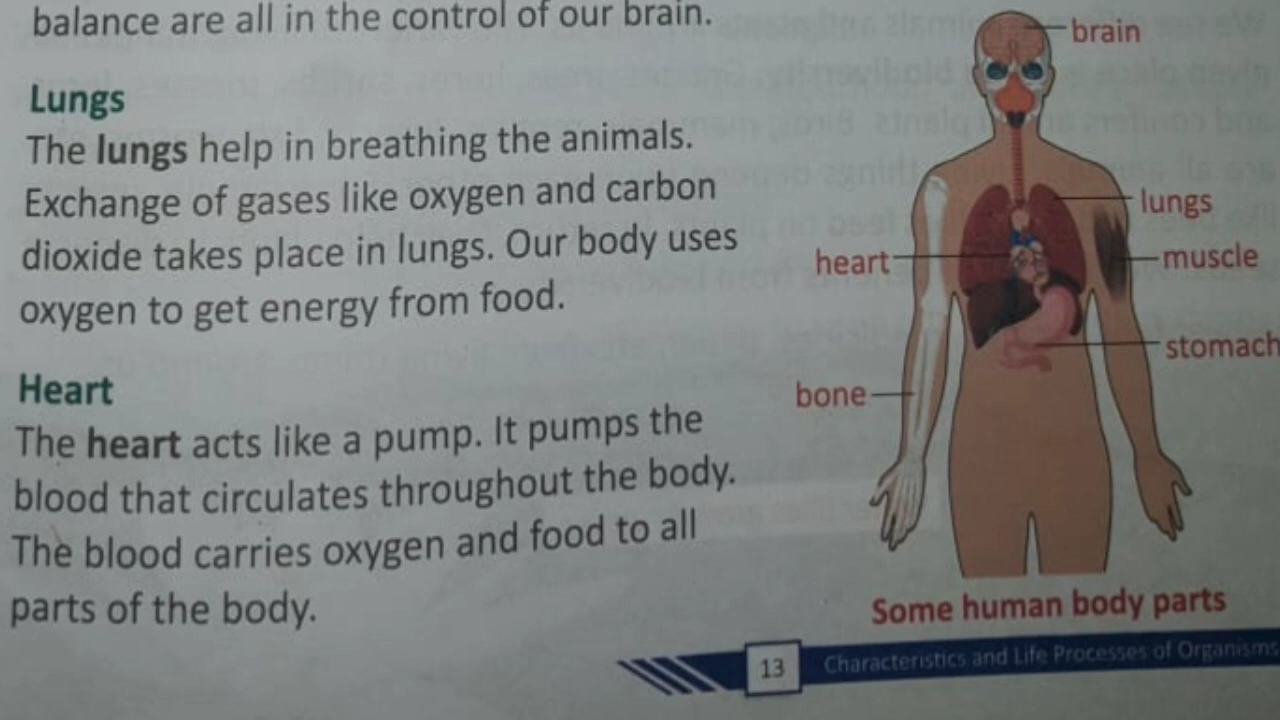 balance are all in the control of our brain.
Lungs
The lungs help in breathing the animals.
Exchange of gases like oxygen and carbon
dioxide takes place in lungs. Our body uses
oxygen to get energy from food.
Heart
The heart acts like a pump. It pumps the
blood that circulates throughout the body.
The blood carries oxygen and food to all
parts of the body.
brain
lungs
heart
muscle
stomach
bone
Some human body parts
13 Characteristics and Life Processes of Organisms